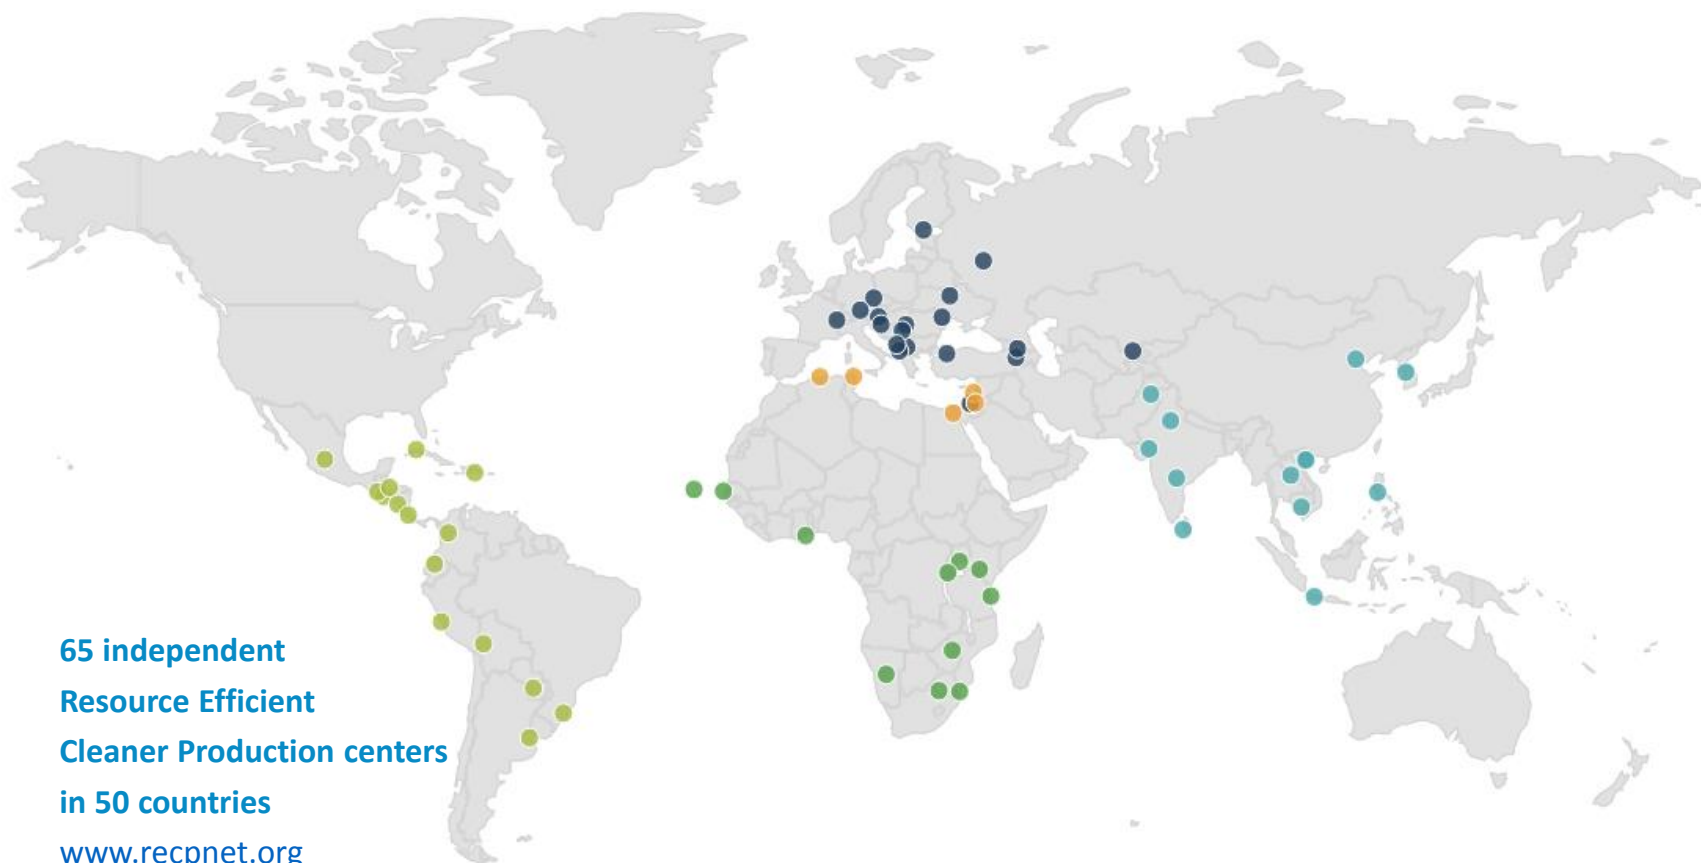 65 independent
Resource Efficient
Cleaner Production centers
in 50 countries
www.recpnet.org